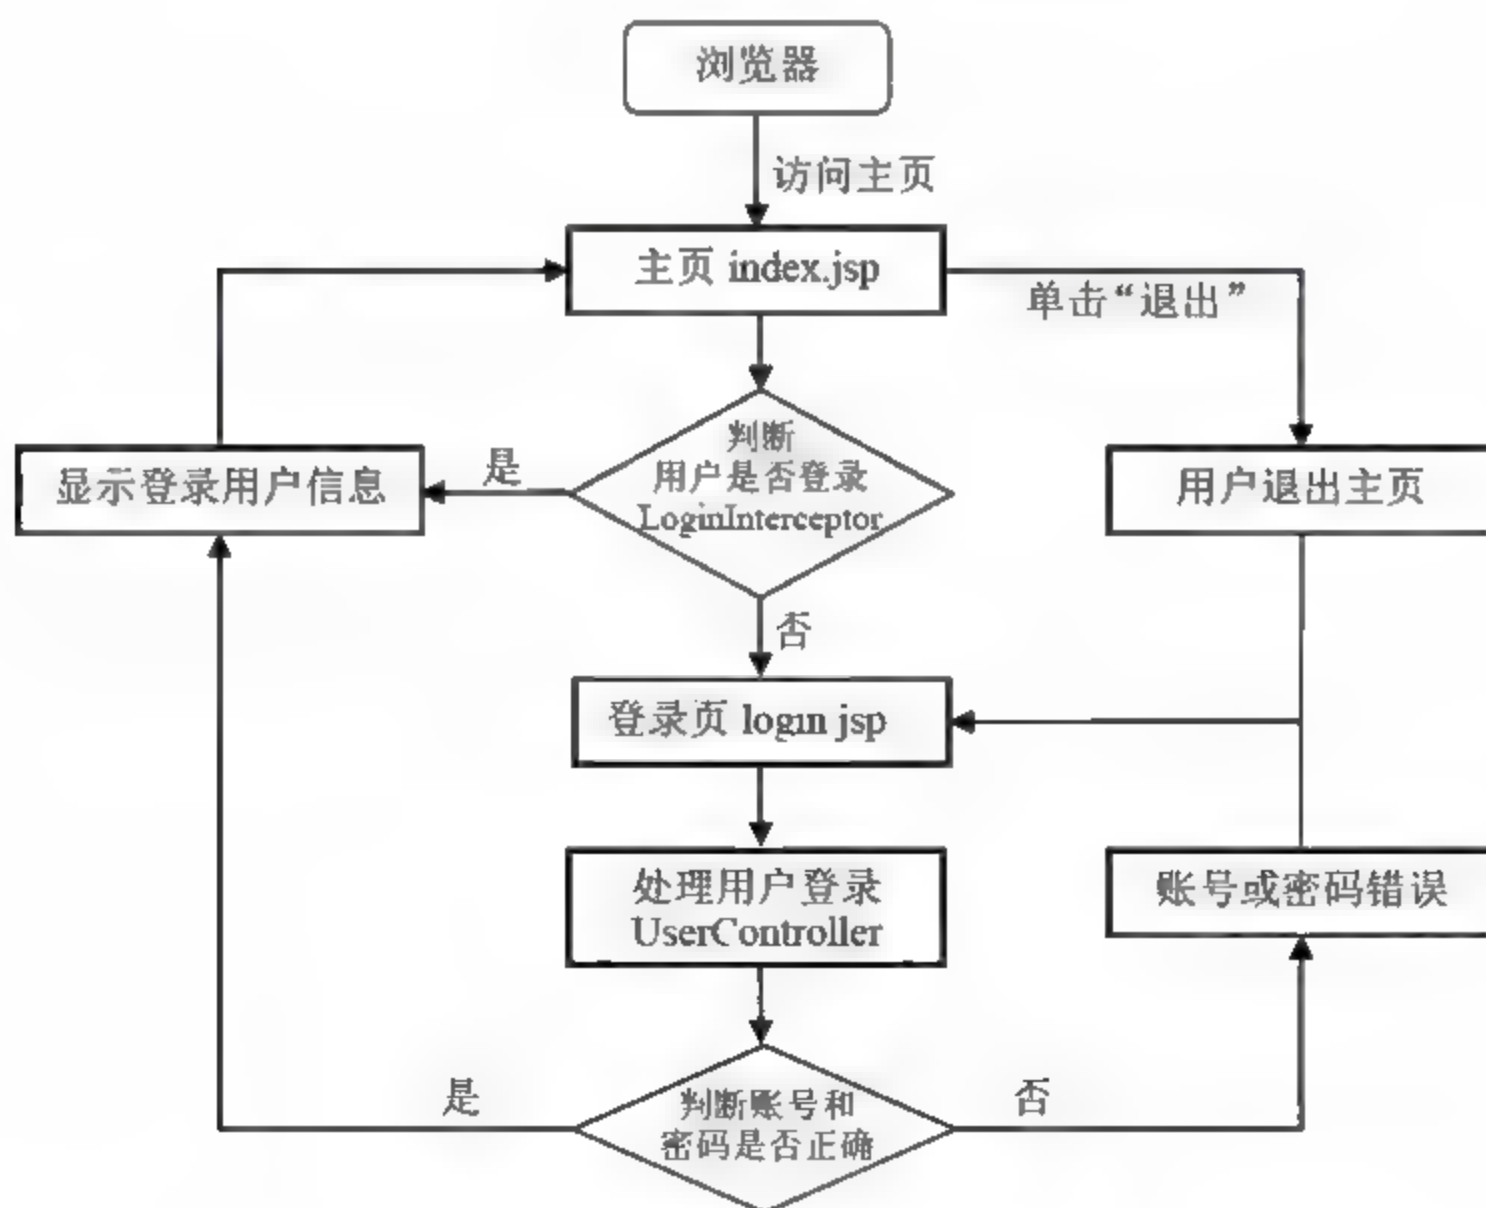 浏览器
访问主页
主页 index.jsp
单击“退出”
判断
用户是否登录
LoginInterceptor
是
显示登录用户信息
用户退出主页
否
登录页 login jsp
处理用户登录
UserController
账号或密码错误
是
判断账号和
密码是否正确
否